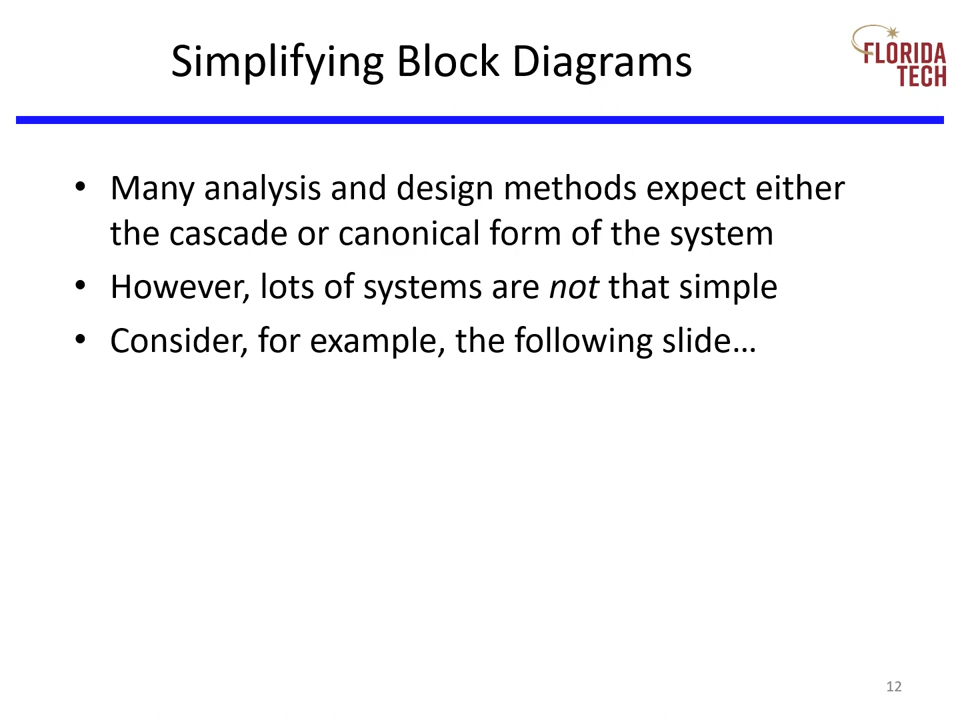 Simplifying Block Diagrams
FLORIDA
TECH
• Many analysis and design methods expect either
the cascade or canonical form of the system
• However, lots of systems are not that simple
• Consider, for example, the following slide…
12